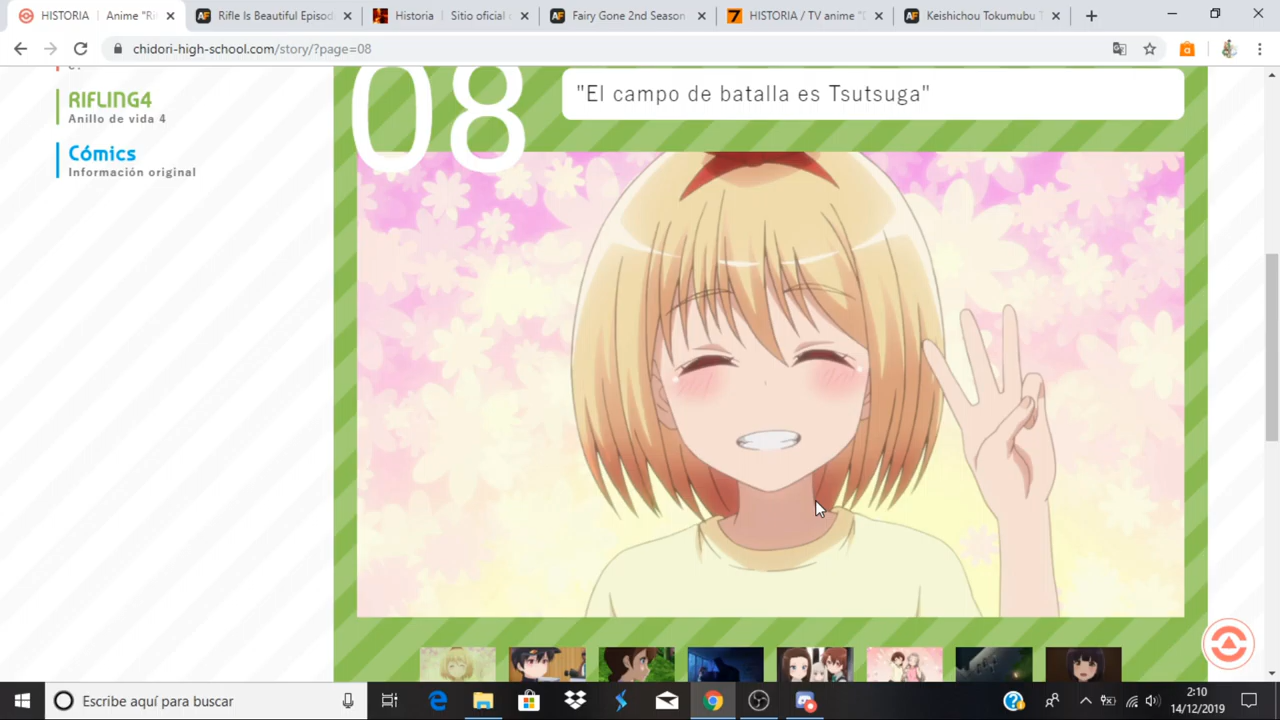 HISTORIA | Anime "Ri
Rifle Is Beautiful Episod
Historia | Sitio oficial
Fairy Gone 2nd Season
HISTORIA / TV anime "
Keishichou Tokumubu T
chidori-high-school.com/story/?page=08
RIFLING4
Anillo de vida 4
Cómics
Información original
08
"El campo de batalla es Tsutsuga"
Escribe aquí para buscar
2:10
14/12/2019